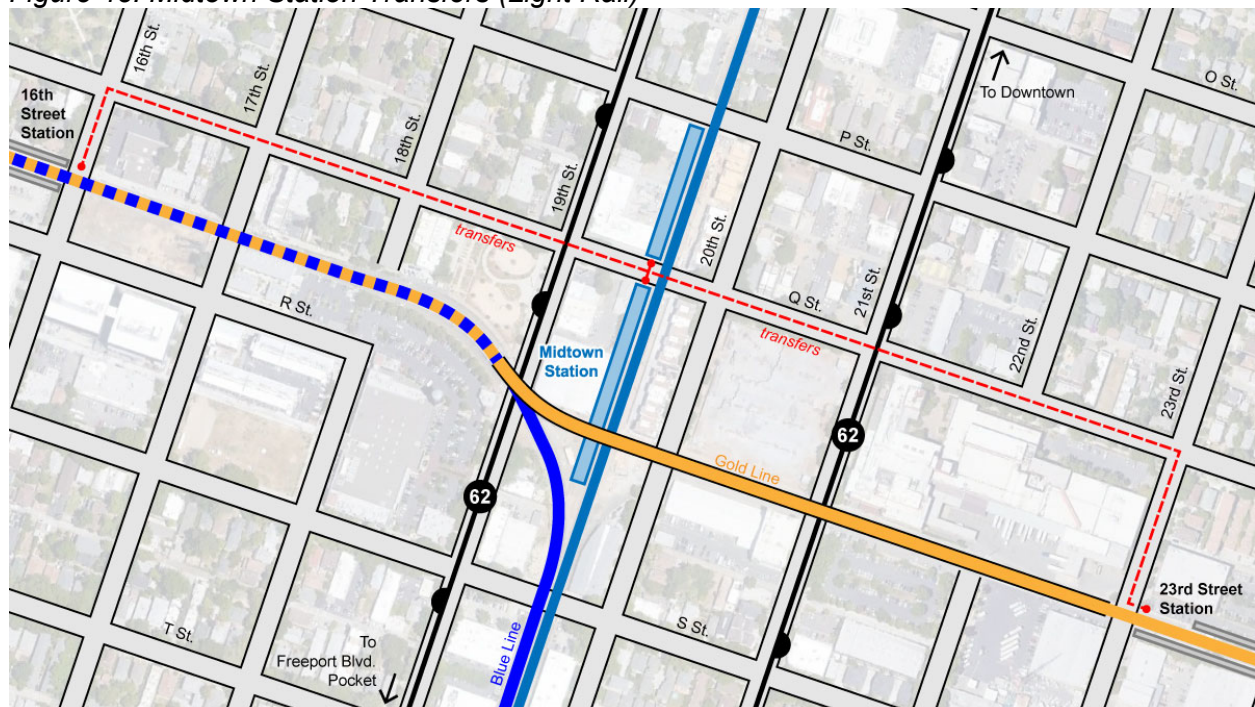 Figure 10: Midtown Station Transfers (Light Rail)
16th St.
16th
Street
Station
17th St.
18th St.
19th St.
transfers
To Downtown
O St.
P St.
20th St.
Q St.
21st St.
22nd St.
23rd St.
transfers
R St.
Midtown
Station
62
62
Gold Line
23rd Street
Station
S St.
T St.
To
Freeport Blvd.
Pocket
Blue Line